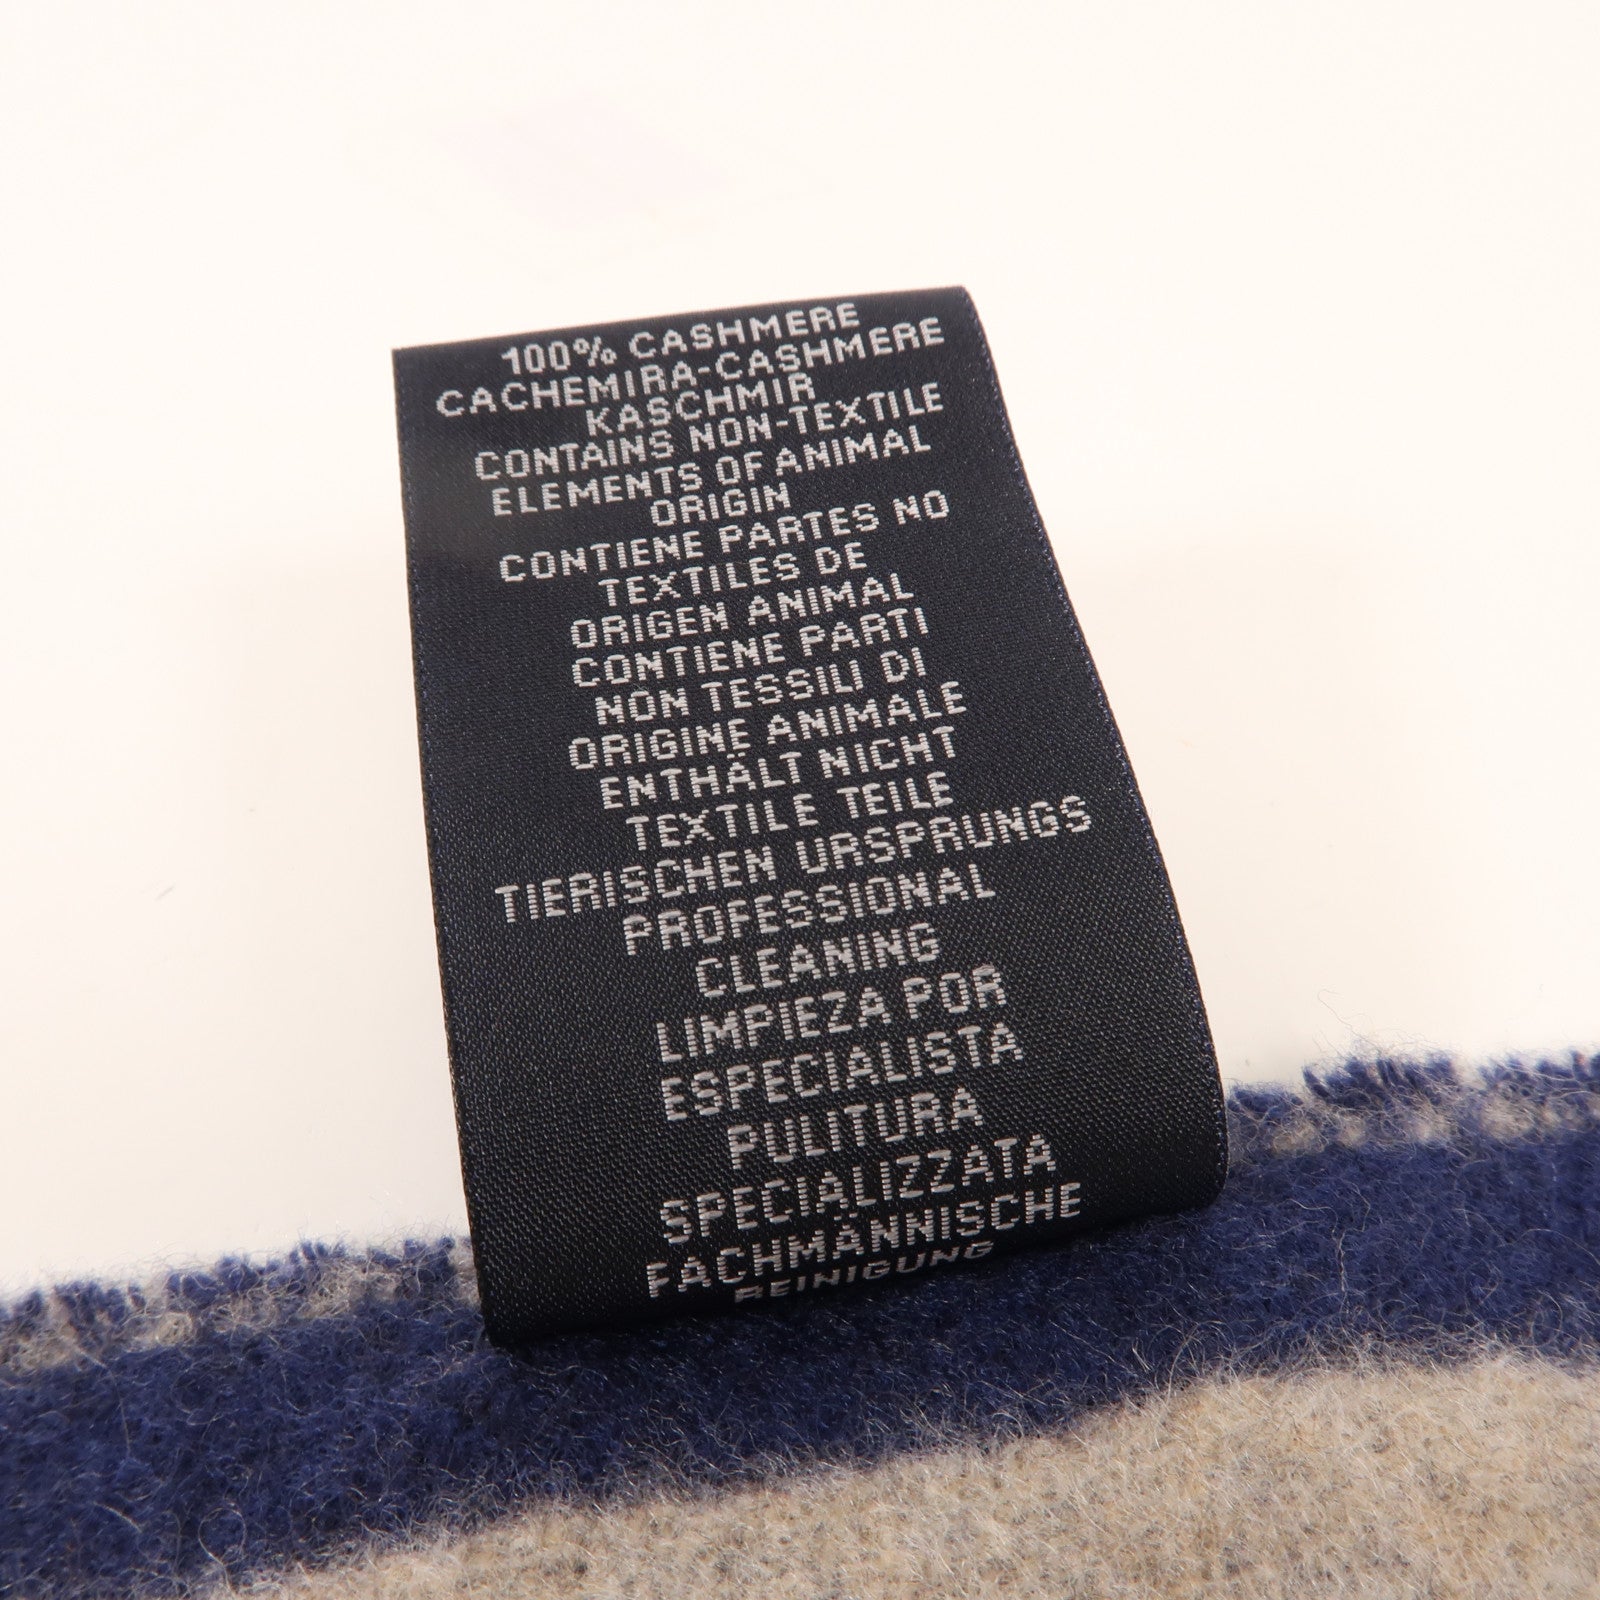 100% CASHMERE
CACHEMIRA-CASHMERE
KASCHMIR
CONTAINS NON-TEXTILE
ELEMENTS OF ANIMAL
ORIGIN
CONTIENE PARTES NO
TEXTILES DE
ORIGEN ANIMAL
CONTIENE PARTI
NON TESSILI DI
ORIGINE ANIMALE
ENTHÄLT NICHT
TEXTILE TEILE
TIERISCHEN URSPRUNGS
PROFESSIONAL
CLEANING
LIMPIEZA POR
ESPECIALISTA
PULITURA
SPECIALIZZATA
FACHMÄNNISCHE
REINIGUNG